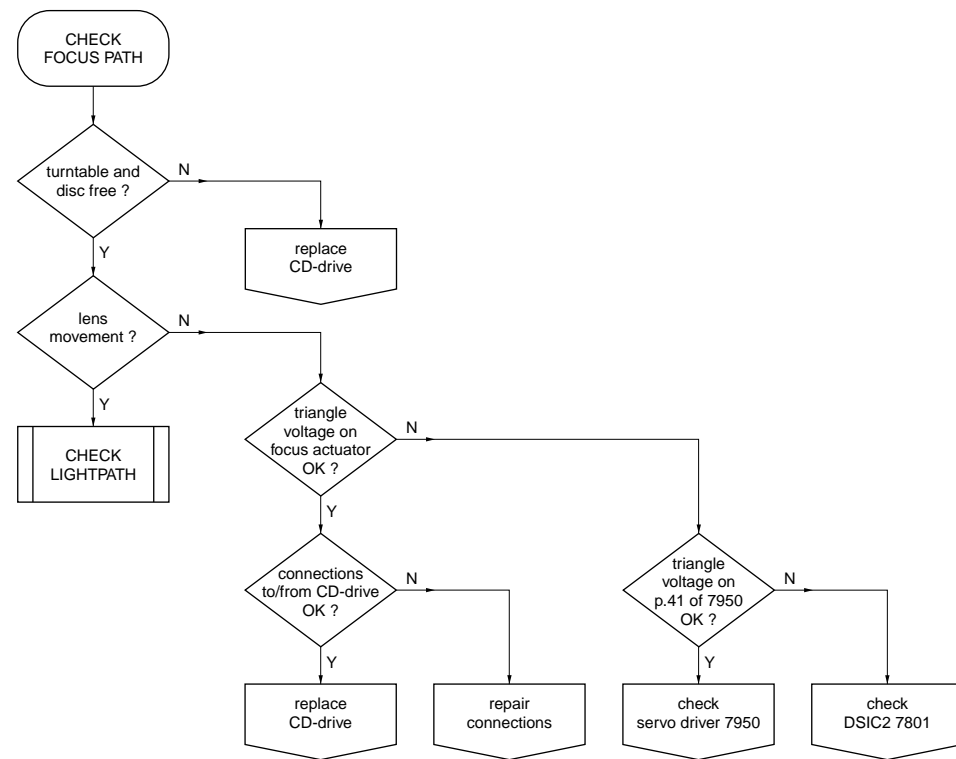 CHECK
FOCUS PATH
turntable and
disc free ?
N
Y
replace
CD-drive
lens
movement ?
N
Y
CHECK
LIGHTPATH
triangle
voltage on
focus actuator
OK ?
N
Y
connections
to/from CD-drive
OK ?
N
Y
triangle
voltage on
p.41 of 7950
OK ?
N
Y
replace
CD-drive
repair
connections
check
servo driver 7950
check
DSIC2 7801